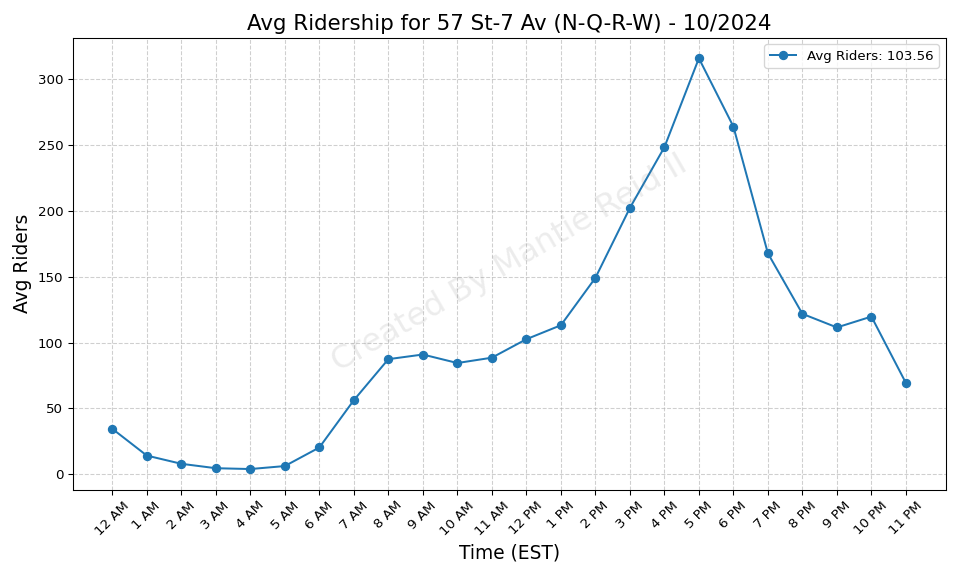 Avg Ridership for 57 St-7 Av (N-Q-R-W) - 10/2024
Avg Riders: 103.56
300
250
200
150
100
50
0
Avg Riders
Created By Mantle Reid II
12 AM
1 AM
2 AM
3 AM
4 AM
5 AM
6 AM
7 AM
8 AM
9 AM
10 AM
11 AM
12 PM
1 PM
2 PM
3 PM
4 PM
5 PM
6 PM
7 PM
8 PM
9 PM
10 PM
11 PM
Time (EST)